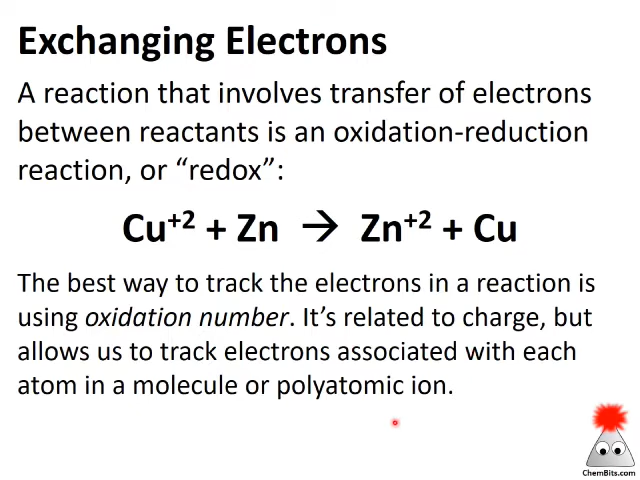 Exchanging Electrons
A reaction that involves transfer of electrons
between reactants is an oxidation-reduction
reaction, or “redox”:
Cu⁺² + Zn → Zn⁺² + Cu
The best way to track the electrons in a reaction is
using oxidation number. It’s related to charge, but
allows us to track electrons associated with each
atom in a molecule or polyatomic ion.
ChemBits.com